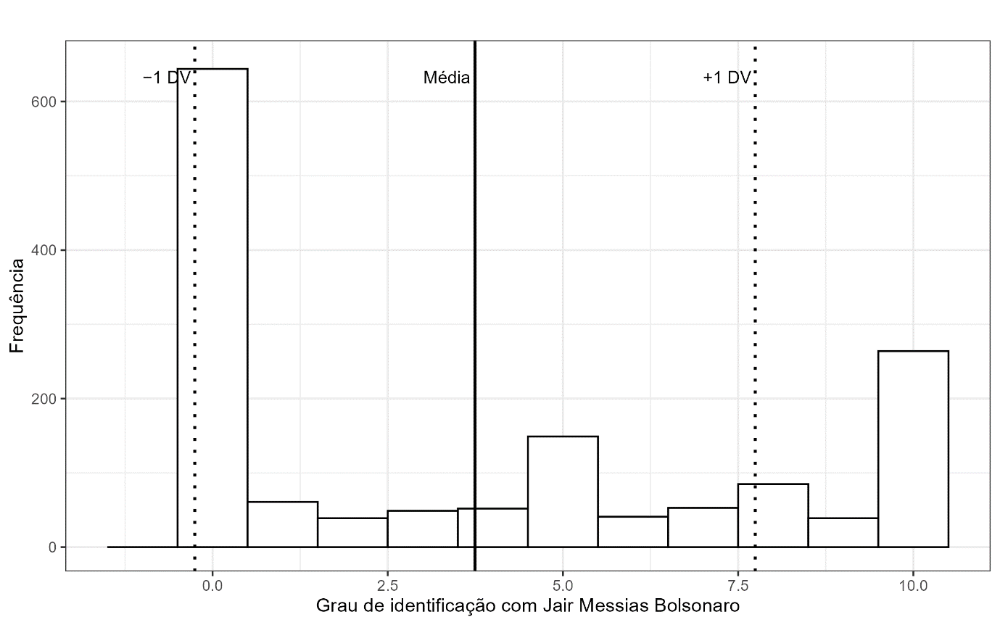 −1 DV
Média
+1 DV
600
400
200
0
Frequência
0.0
2.5
5.0
7.5
10.0
Grau de identificação com Jair Messias Bolsonaro